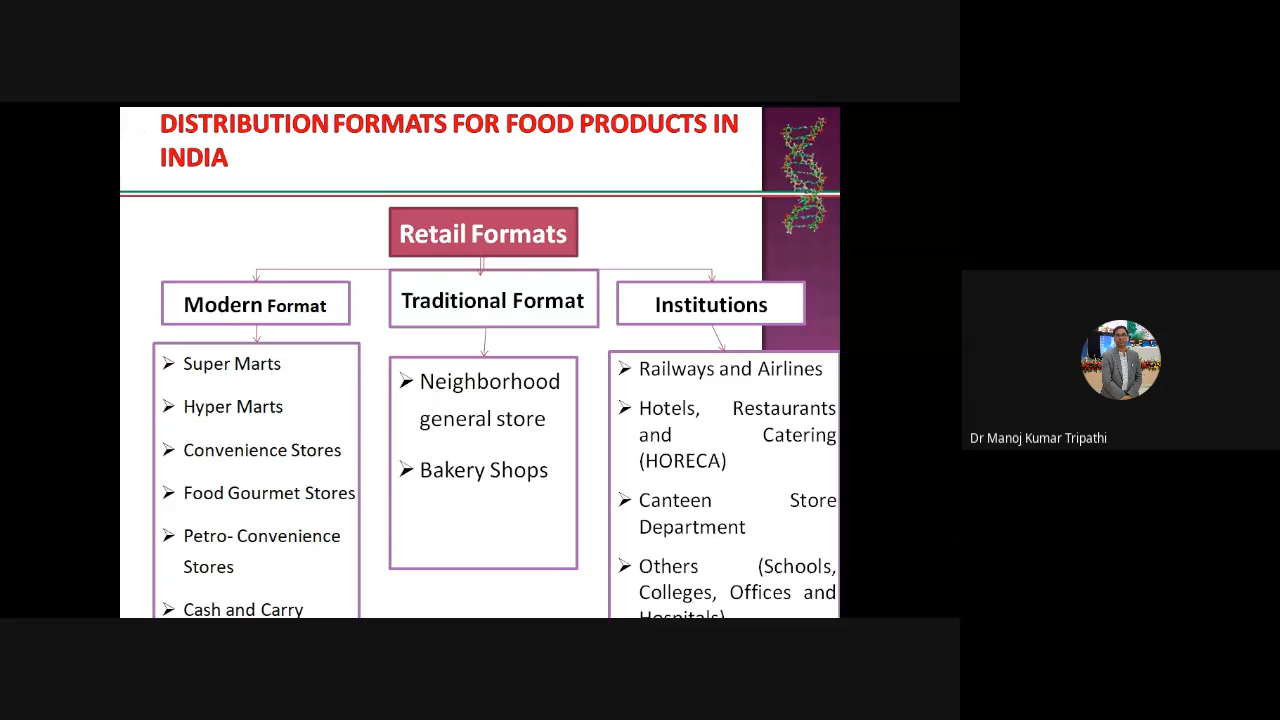 DISTRIBUTION FORMATS FOR FOOD PRODUCTS IN
INDIA
Retail Formats
Modern Format
Traditional Format
Institutions
Super Marts
Hyper Marts
Convenience Stores
Food Gourmet Stores
Petro- Convenience
Stores
Cash and Carry
Neighborhood
general store
Bakery Shops
Railways and Airlines
Hotels, Restaurants
and Catering
(HORECA)
Canteen Store
Department
Others (Schools,
Colleges, Offices and
Hospitals)
Dr Manoj Kumar Tripathi